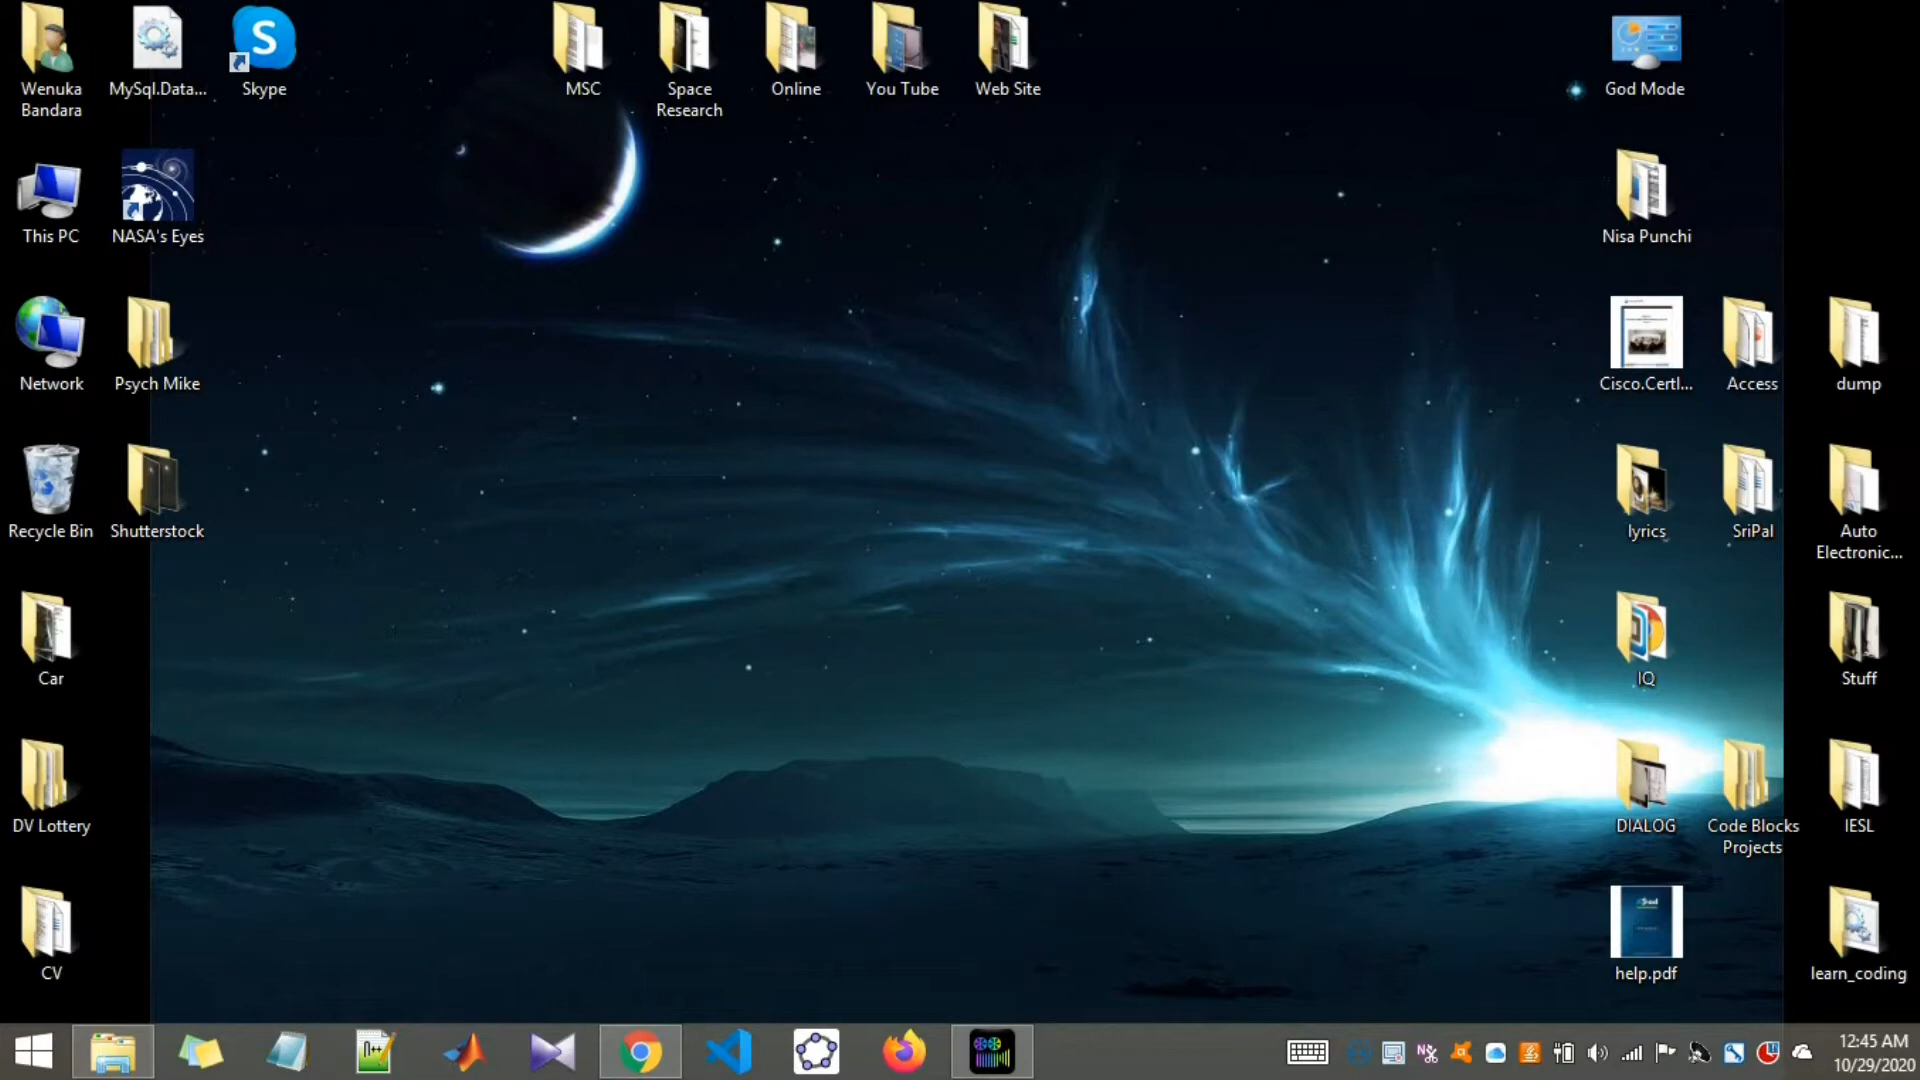 Wenuka
Bandara
MySql.Data...
Skype
MSC
Space
Research
Online
You Tube
Web Site
God Mode
This PC
NASA's Eyes
Nisa Punchi
Network
Psych Mike
Cisco.CertI...
Access
dump
Recycle Bin
Shutterstock
lyrics
SriPal
Auto
Electronic...
Car
IQ
Stuff
DV Lottery
DIALOG
Code Blocks
Projects
IESL
CV
help.pdf
learn_coding
12:45 AM
10/29/2020